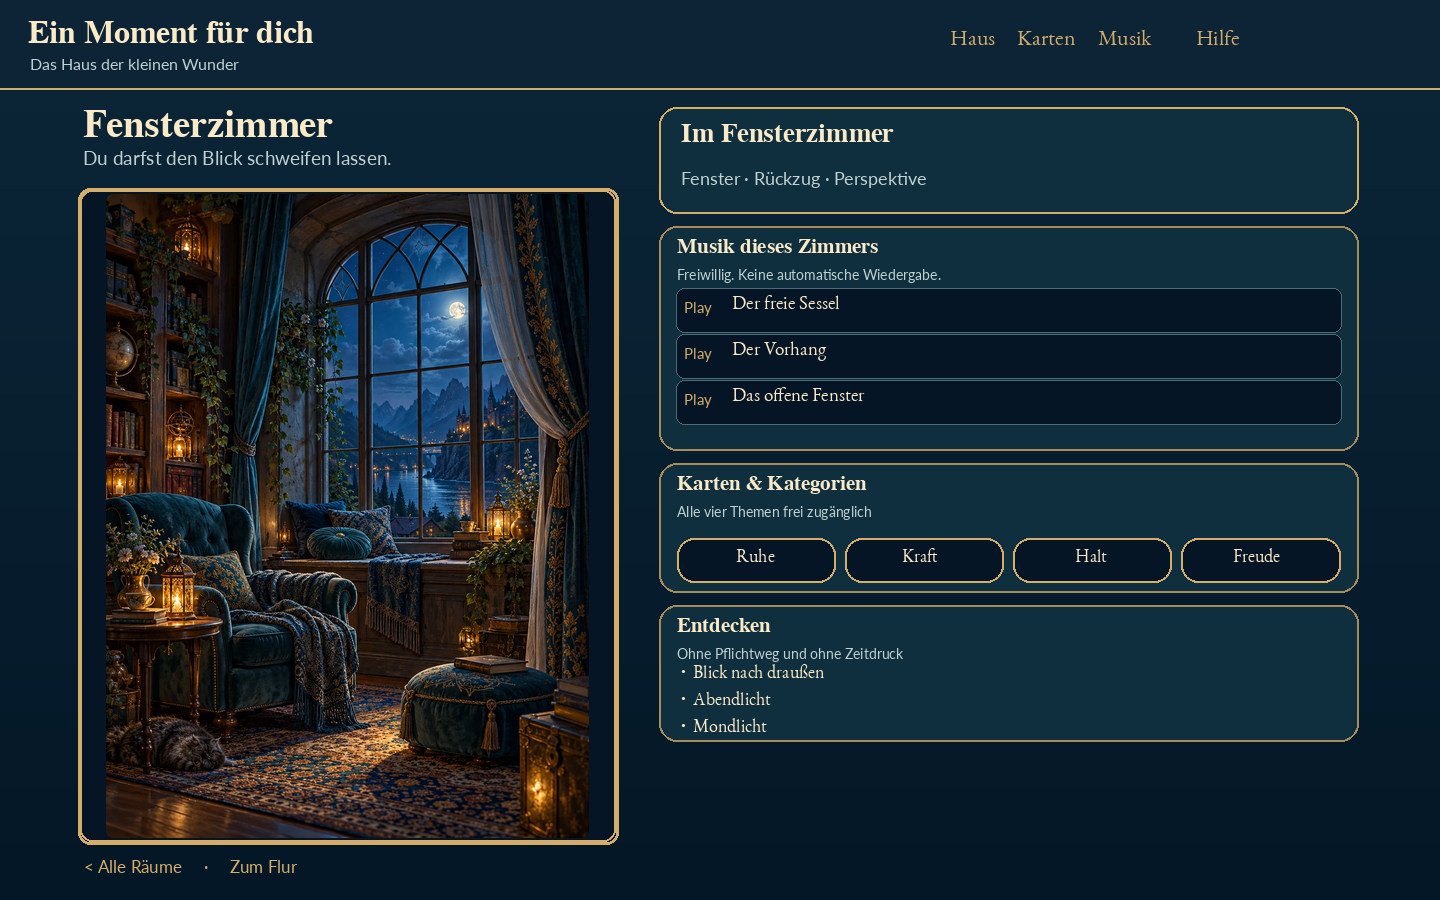 Ein Moment für dich
Das Haus der kleinen Wunder
Haus Karten Musik Hilfe
Fensterzimmer
Du darfst den Blick schweifen lassen.
< Alle Räume · Zum Flur
Im Fensterzimmer
Fenster · Rückzug · Perspektive
Musik dieses Zimmers
Freiwillig. Keine automatische Wiedergabe.
Play Der freie Sessel
Play Der Vorhang
Play Das offene Fenster
Karten & Kategorien
Alle vier Themen frei zugänglich
Ruhe Kraft Halt Freude
Entdecken
Ohne Pflichtweg und ohne Zeitdruck
· Blick nach draußen
· Abendlicht
· Mondlicht